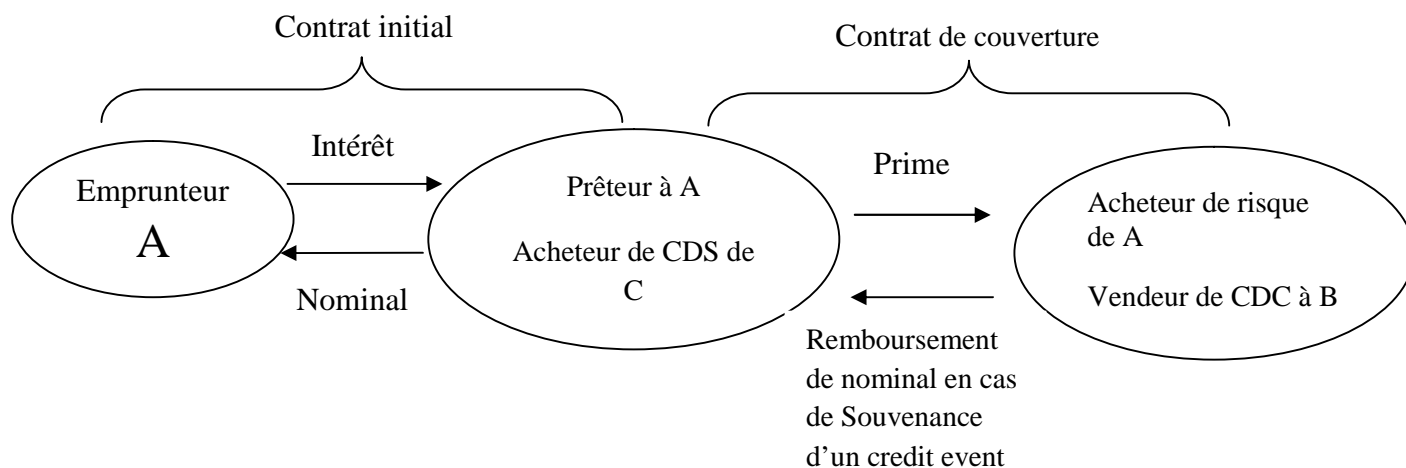 Contrat initial
Contrat de couverture
Intérêt
Prime
Emprunteur
A
Prêteur à A
Acheteur de CDS de
C
Acheteur de risque
de A
Vendeur de CDC à B
Nominal
Remboursement
de nominal en cas
de Souvenance
d'un credit event